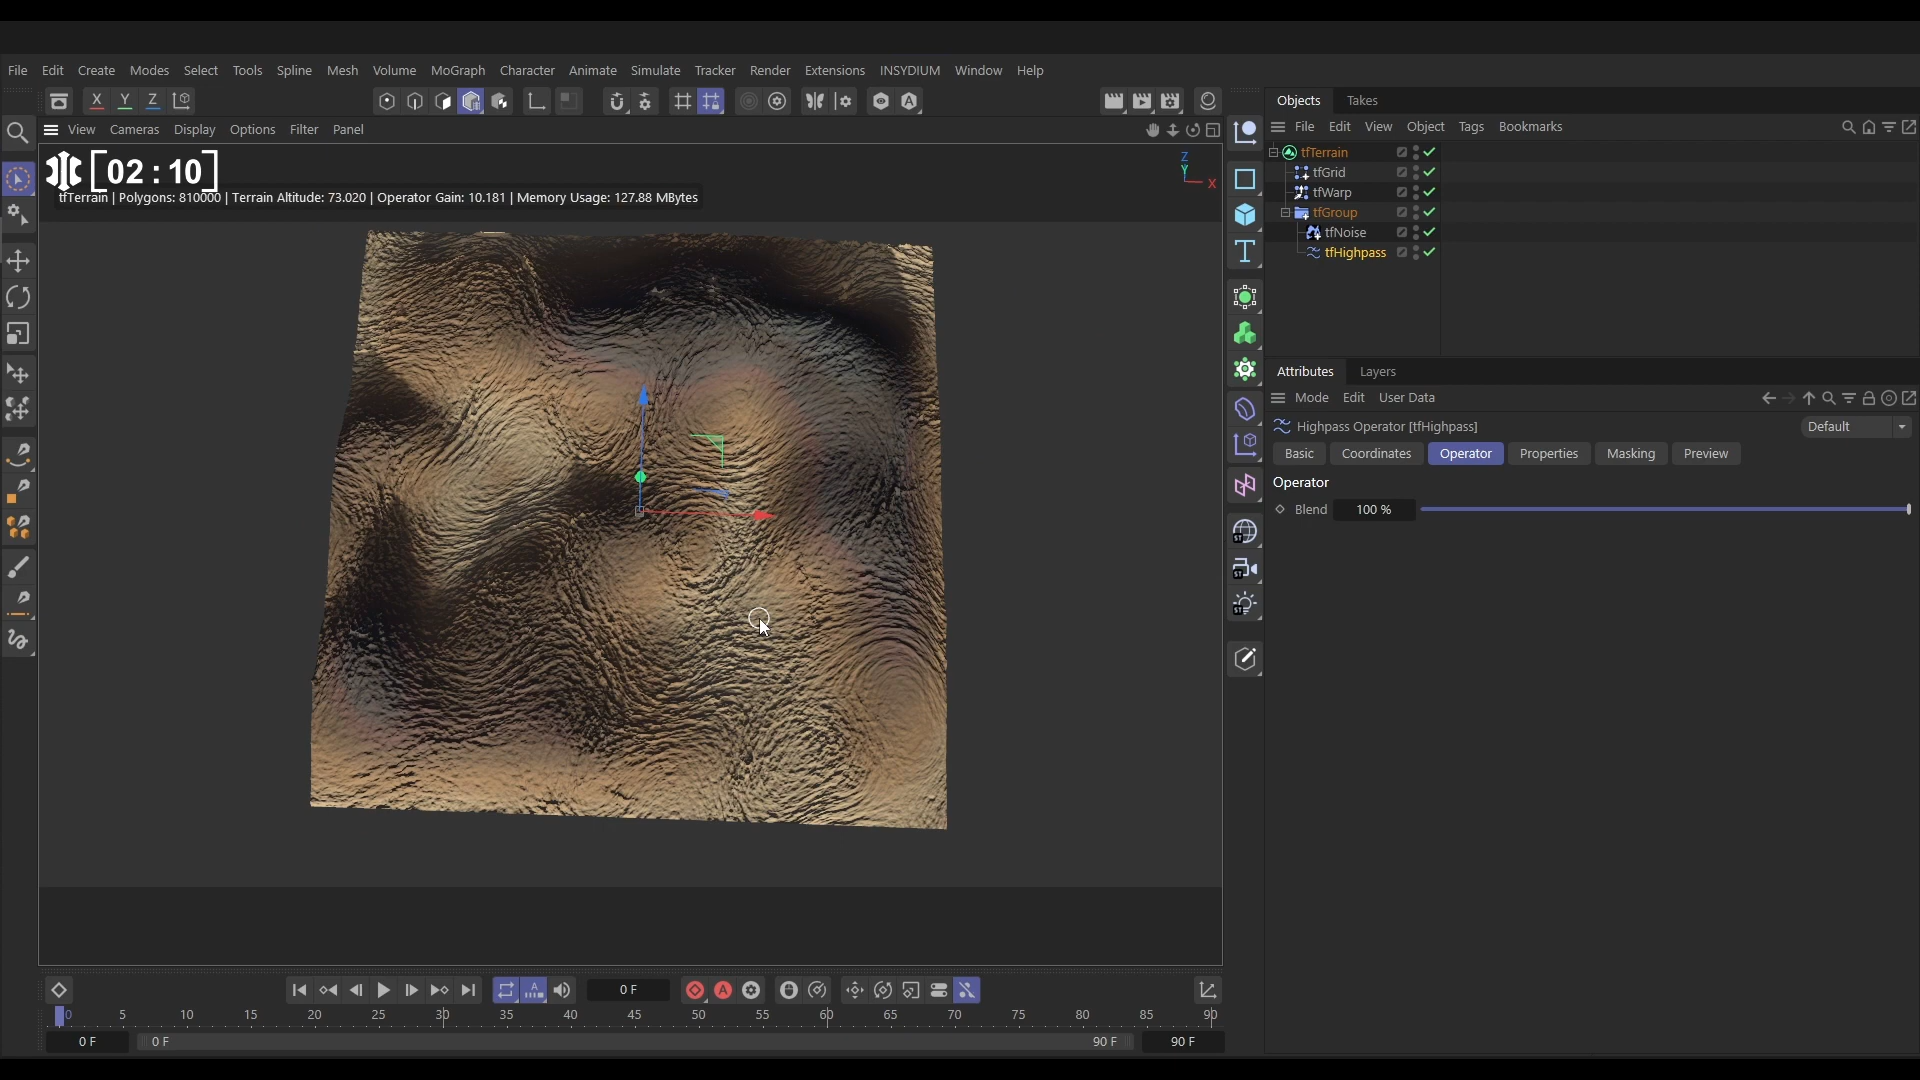 File Edit Create Modes Select Tools Spline Mesh Volume MoGraph Character Animate Simulate Tracker Render Extensions INSYDIUM Window Help
X Y Z
Objects Takes
View Cameras Display Options Filter Panel
File Edit View Object Tags Bookmarks
[02 : 10]
tfTerrain | Polygons: 810000 | Terrain Altitude: 73.020 | Operator Gain: 10.181 | Memory Usage: 127.88 MBytes
Z
Y
X
tfTerrain
tfGrid
tfWarp
tfGroup
tfNoise
tfHighpass
Attributes Layers
Mode Edit User Data
Highpass Operator [tfHighpass] Default
Basic Coordinates Operator Properties Masking Preview
Operator
Blend 100 %
T
ST
ST
ST
A
0 F
A
0 5 10 15 20 25 30 35 40 45 50 55 60 65 70 75 80 85 90
0 F 0 F 90 F 90 F